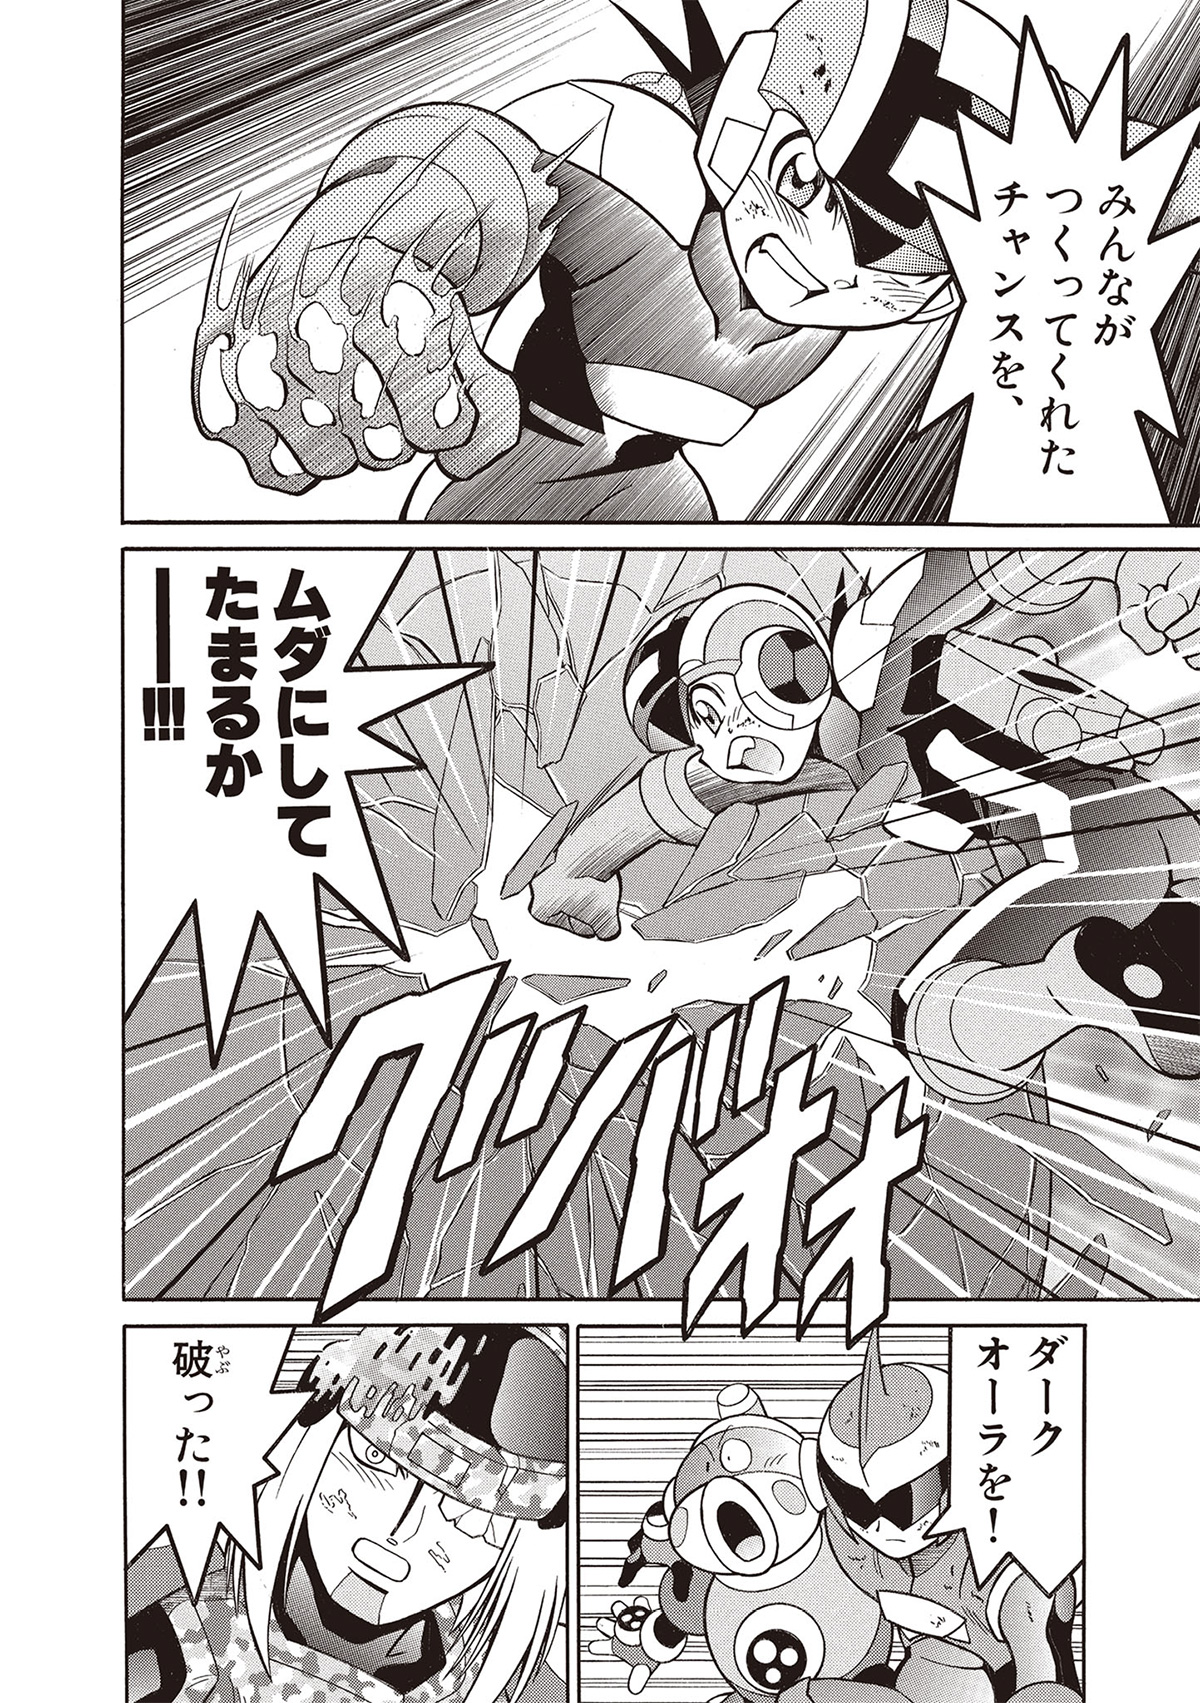 みんなが
つくってくれた
チャンスを、
ムダにして
たまるか
――!!!
グバオオ
ダーク
オーラを!
破った!!
やぶ